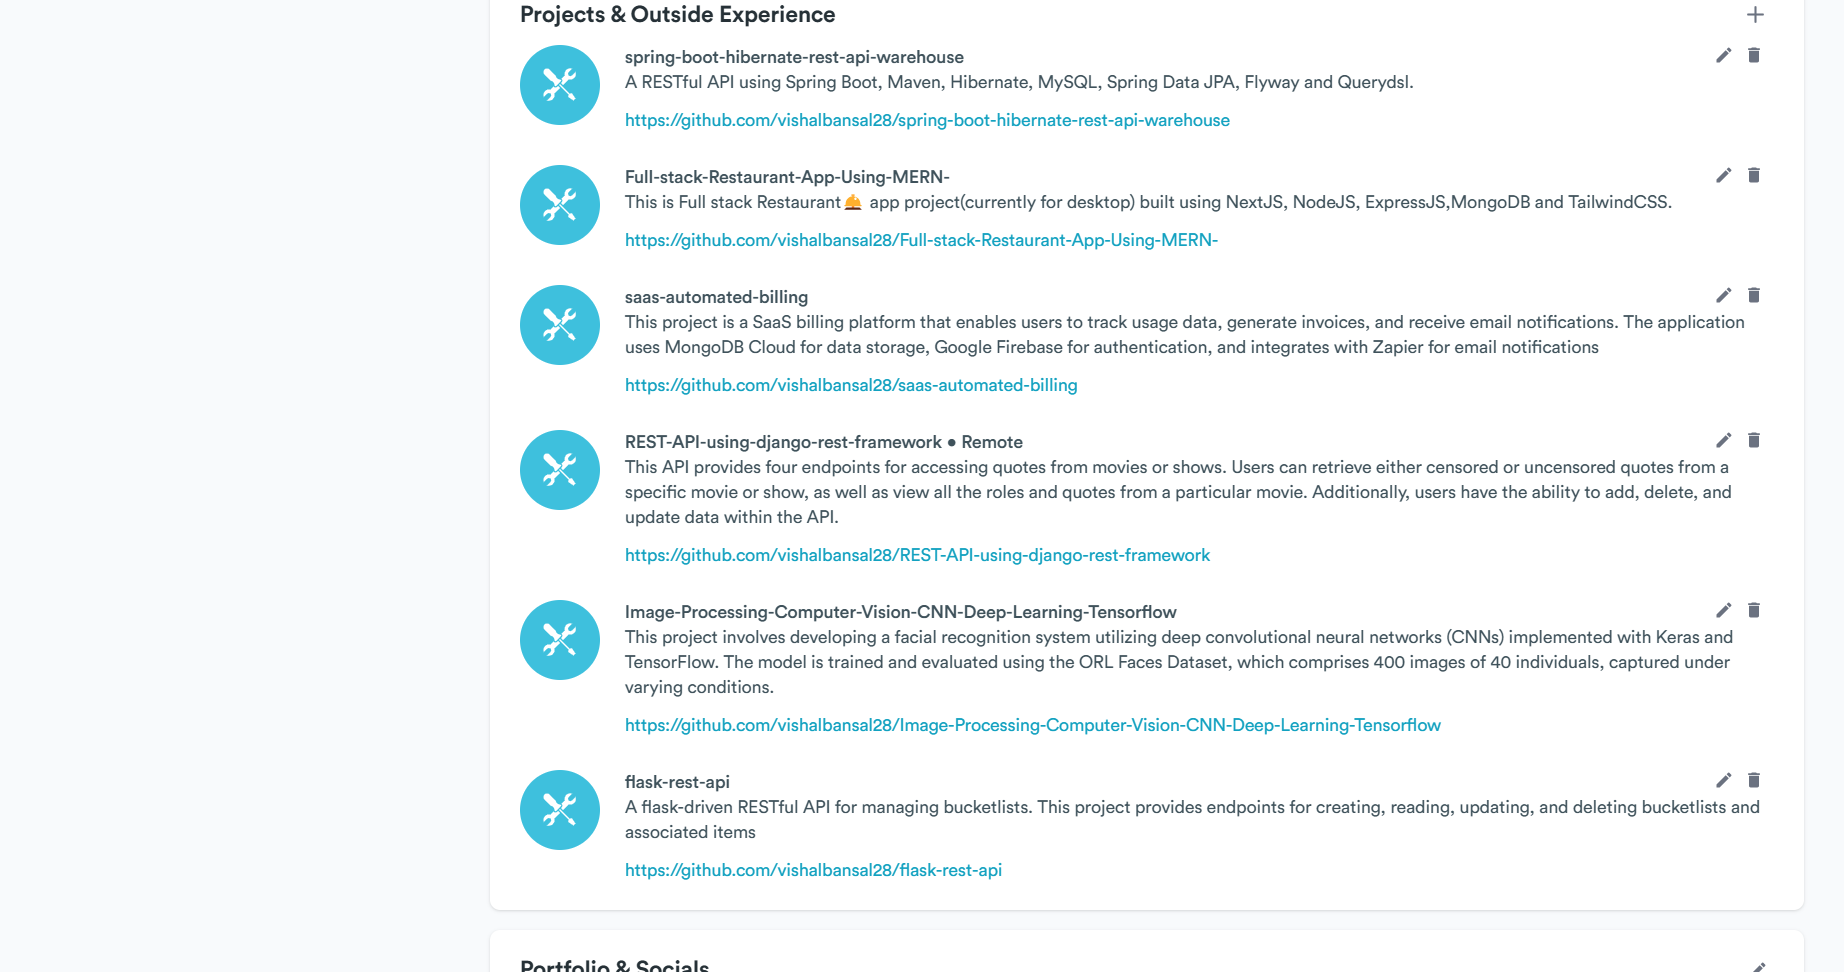 Projects & Outside Experience
spring-boot-hibernate-rest-api-warehouse
A RESTful API using Spring Boot, Maven, Hibernate, MySQL, Spring Data JPA, Flyway and Querydsl.
https://github.com/vishalbansal28/spring-boot-hibernate-rest-api-warehouse
Full-stack-Restaurant-App-Using-MERN-
This is Full stack Restaurant🛎️ app project(currently for desktop) built using NextJS, NodeJS, ExpressJS,MongoDB and TailwindCSS.
https://github.com/vishalbansal28/Full-stack-Restaurant-App-Using-MERN-
saas-automated-billing
This project is a SaaS billing platform that enables users to track usage data, generate invoices, and receive email notifications. The application
uses MongoDB Cloud for data storage, Google Firebase for authentication, and integrates with Zapier for email notifications
https://github.com/vishalbansal28/saas-automated-billing
REST-API-using-django-rest-framework • Remote
This API provides four endpoints for accessing quotes from movies or shows. Users can retrieve either censored or uncensored quotes from a
specific movie or show, as well as view all the roles and quotes from a particular movie. Additionally, users have the ability to add, delete, and
update data within the API.
https://github.com/vishalbansal28/REST-API-using-django-rest-framework
Image-Processing-Computer-Vision-CNN-Deep-Learning-Tensorflow
This project involves developing a facial recognition system utilizing deep convolutional neural networks (CNNs) implemented with Keras and
TensorFlow. The model is trained and evaluated using the ORL Faces Dataset, which comprises 400 images of 40 individuals, captured under
varying conditions.
https://github.com/vishalbansal28/Image-Processing-Computer-Vision-CNN-Deep-Learning-Tensorflow
flask-rest-api
A flask-driven RESTful API for managing bucketlists. This project provides endpoints for creating, reading, updating, and deleting bucketlists and
associated items
https://github.com/vishalbansal28/flask-rest-api
Portfolio & Socials